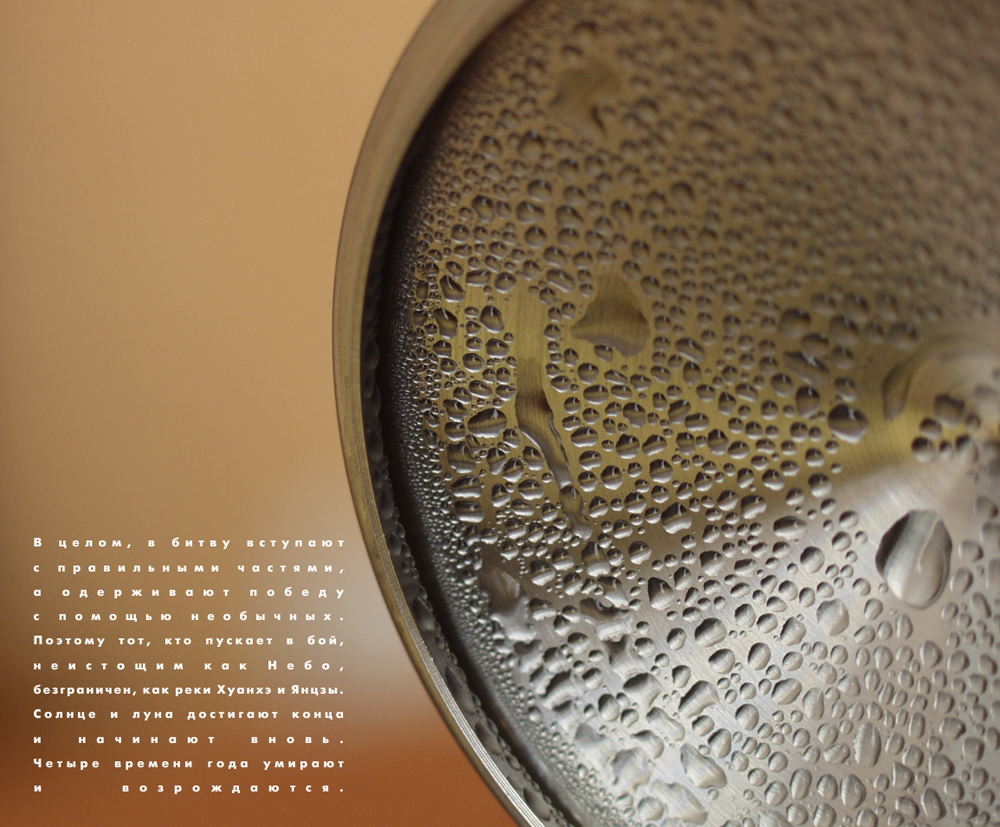 В целом, в битву вступают
с правильными частями,
а одерживают победу
с помощью необычных.
Поэтому тот, кто пускает в бой,
неистощим как Небо,
безграничен, как реки Хуанхэ и Янцзы.
Солнце и луна достигают конца
и начинают вновь.
Четыре времени года умирают
и возрождаются.